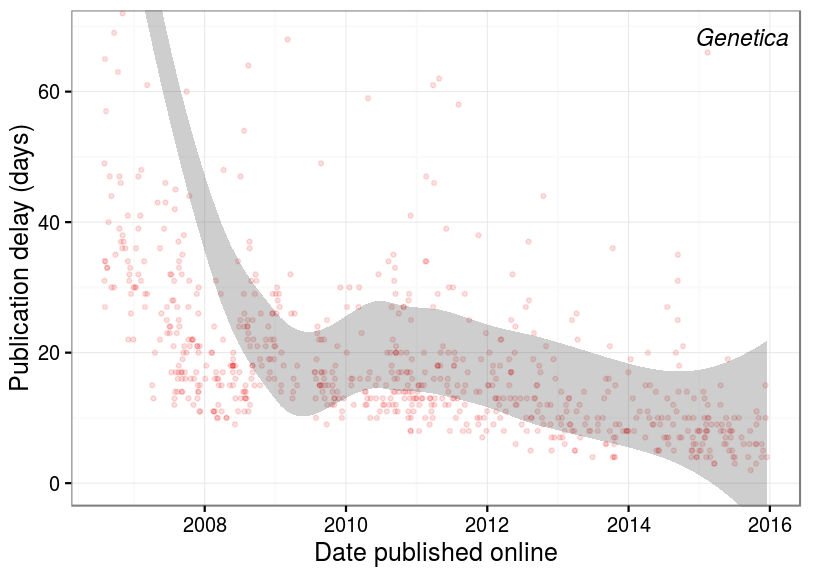 Genetica
Publication delay (days)
60
40
20
0
2008 2010 2012 2014 2016
Date published online